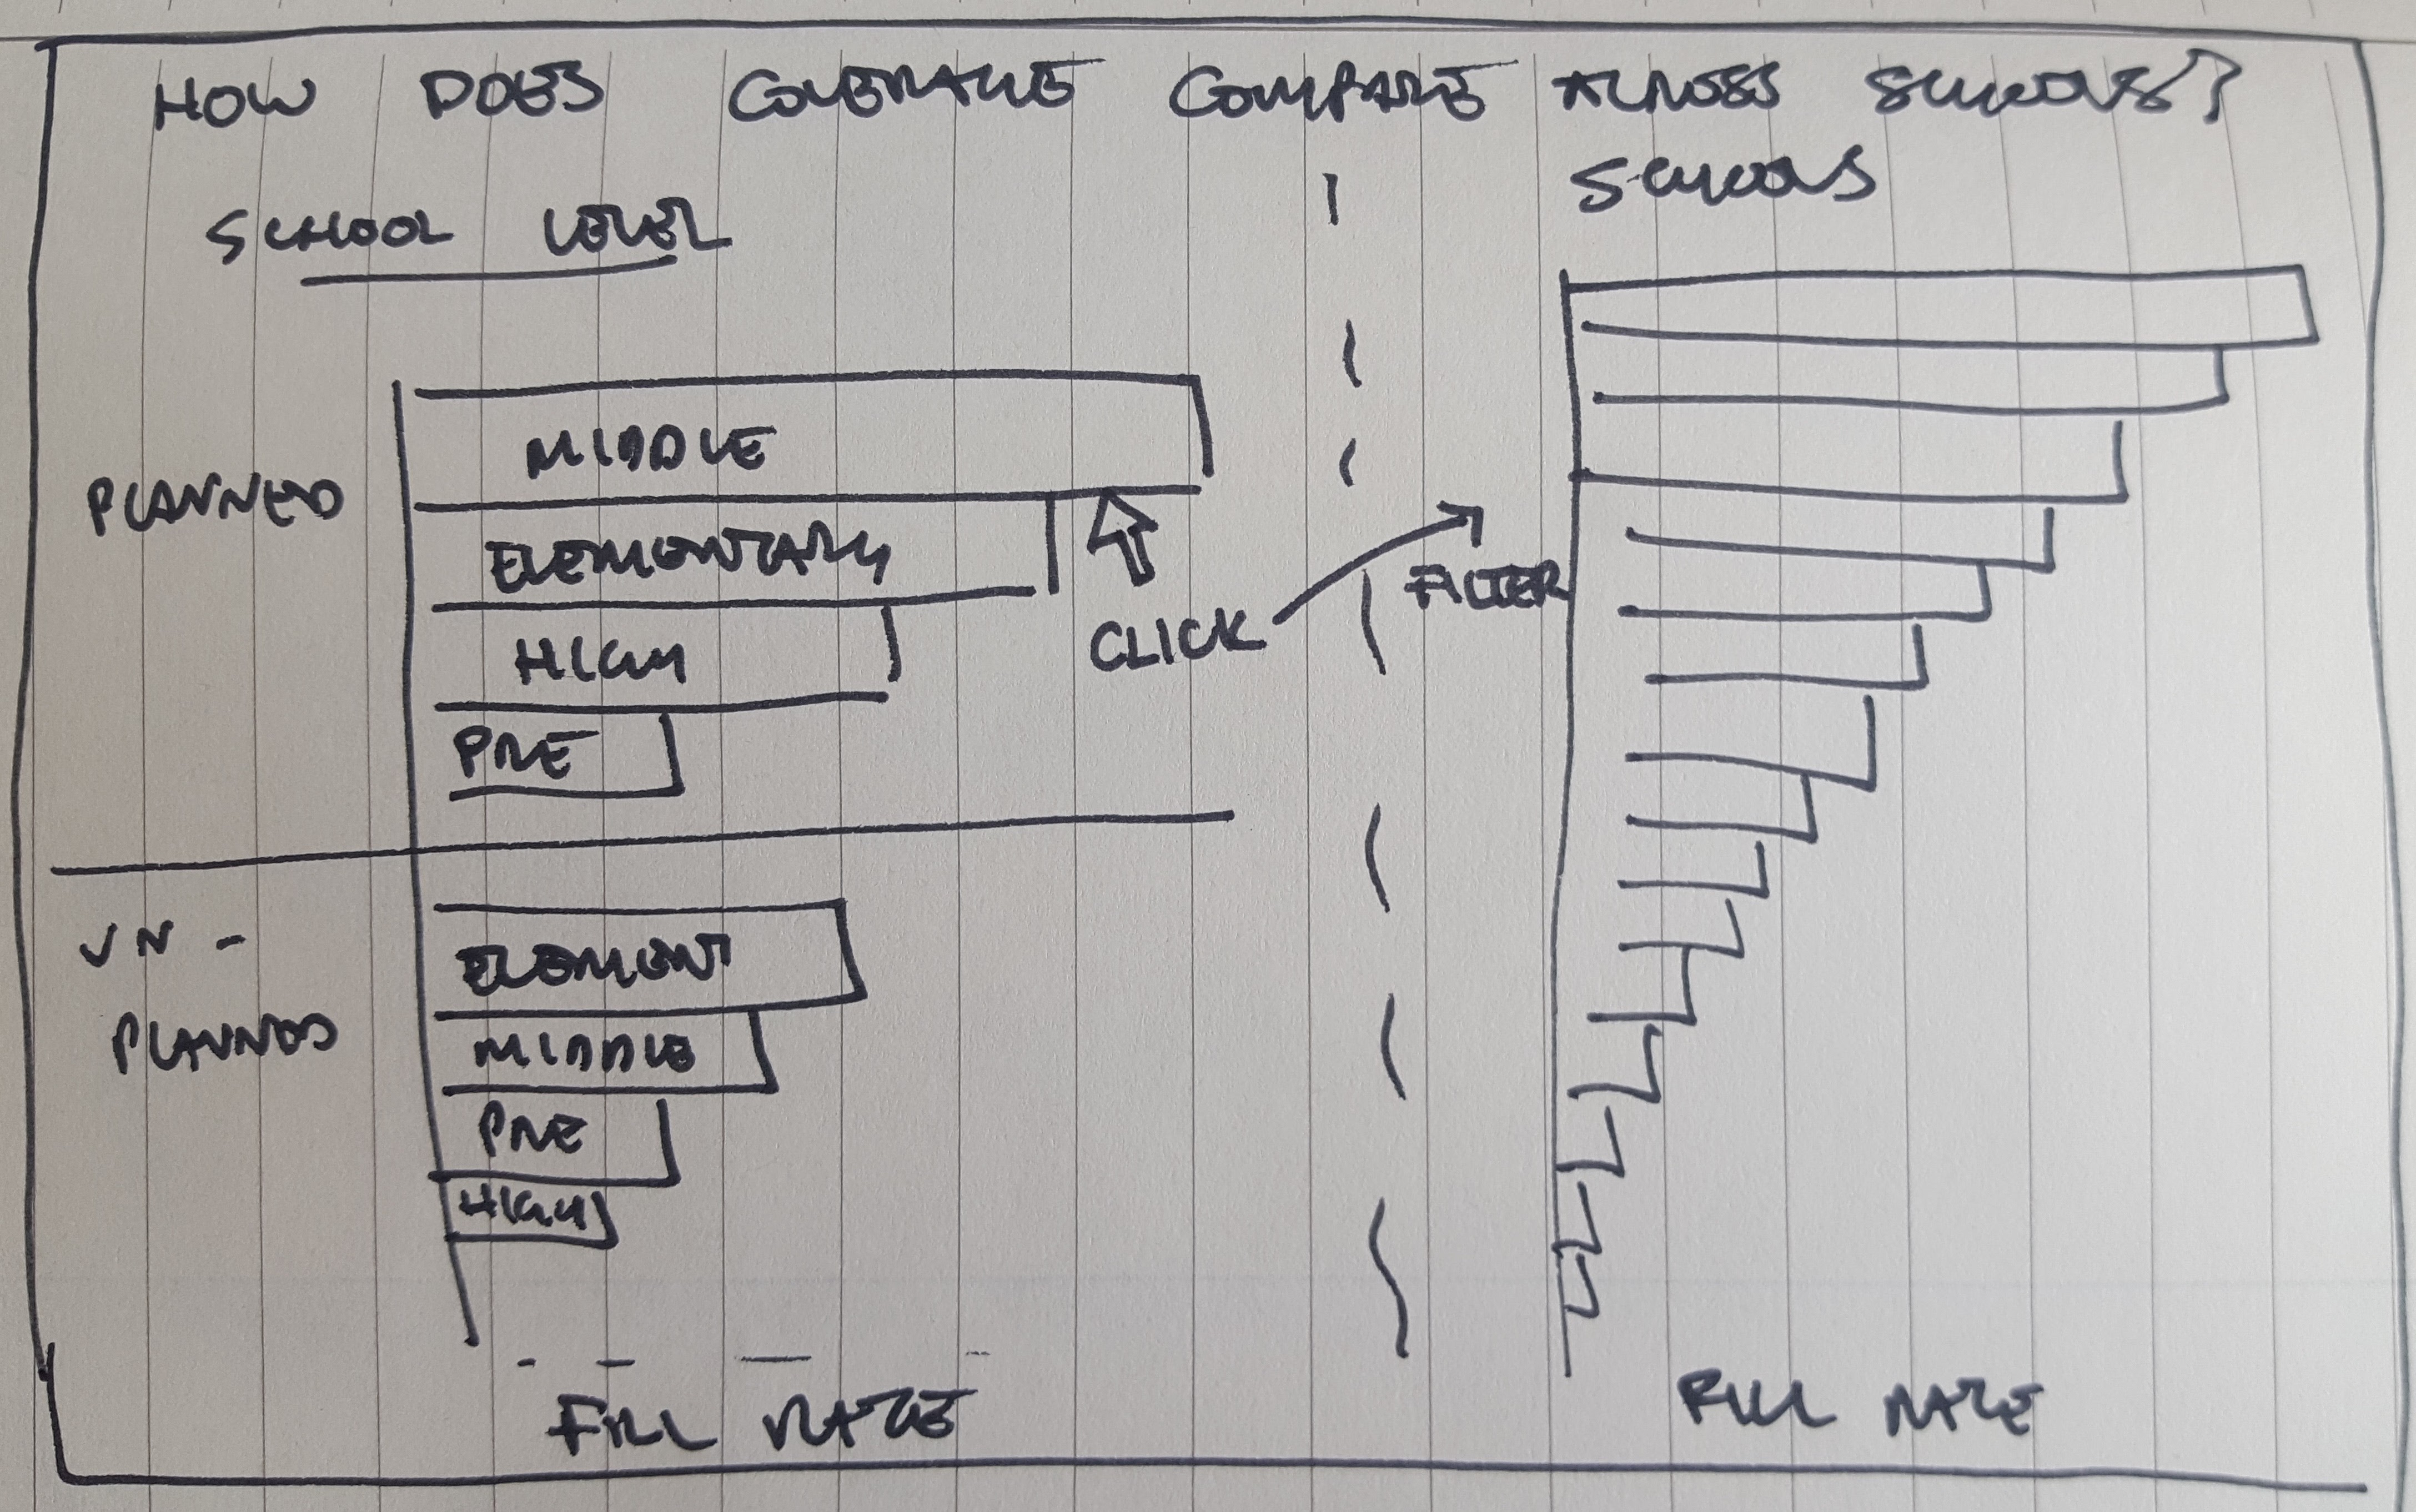 HOW DOES COVERAGE COMPARE ACROSS SCHOOLS?
SCHOOL LEVEL
PLANNED
MIDDLE
ELEMENTARY
HIGH
PRE
CLICK
FILTER
UN-
PLANNED
ELEMENT
MIDDLE
PRE
HIGH
FILL RATE
SCHOOLS
FILL RATE